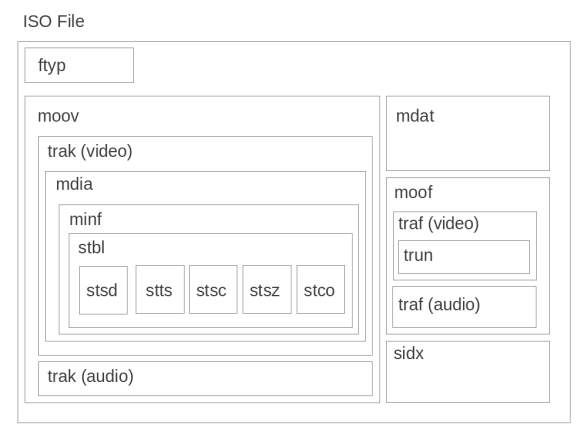 ISO File
ftyp
moov
trak (video)
mdia
minf
stbl
stsd stts stsc stsz stco
trak (audio)
mdat
moof
traf (video)
trun
traf (audio)
sidx